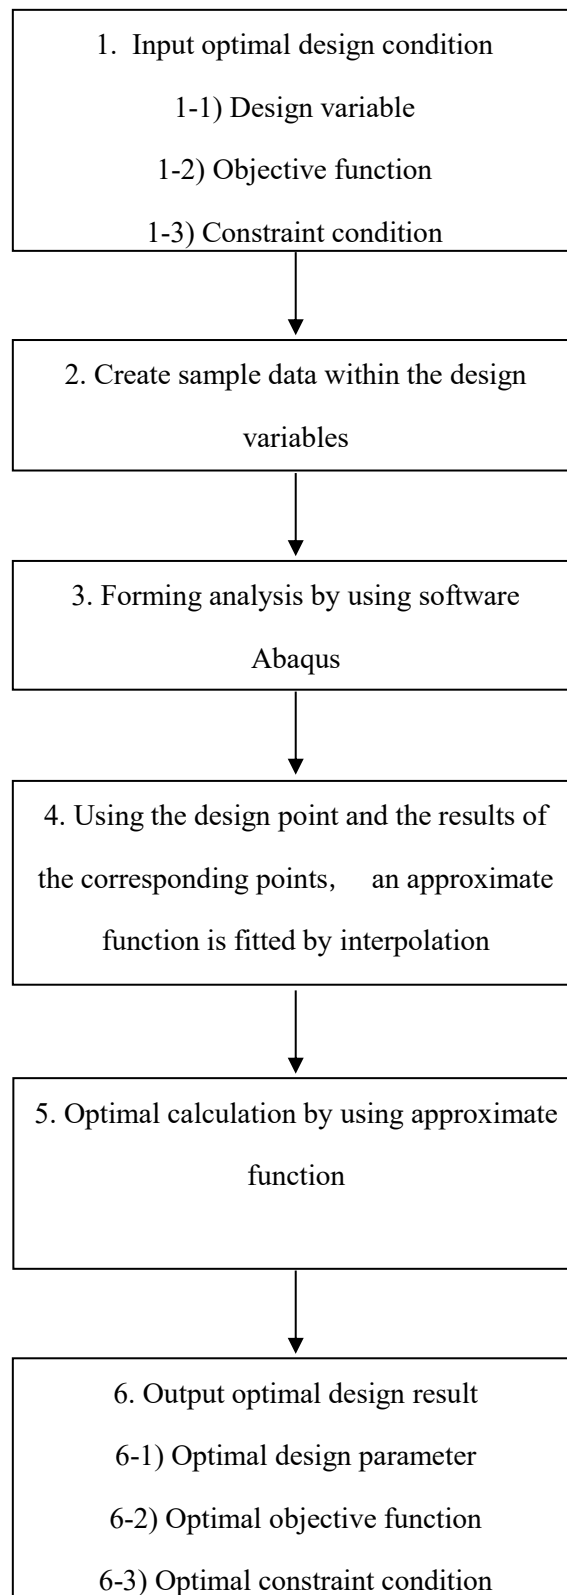 1. Input optimal design condition
1-1) Design variable
1-2) Objective function
1-3) Constraint condition
2. Create sample data within the design
variables
3. Forming analysis by using software
Abaqus
4. Using the design point and the results of
the corresponding points, an approximate
function is fitted by interpolation
5. Optimal calculation by using approximate
function
6. Output optimal design result
6-1) Optimal design parameter
6-2) Optimal objective function
6-3) Optimal constraint condition